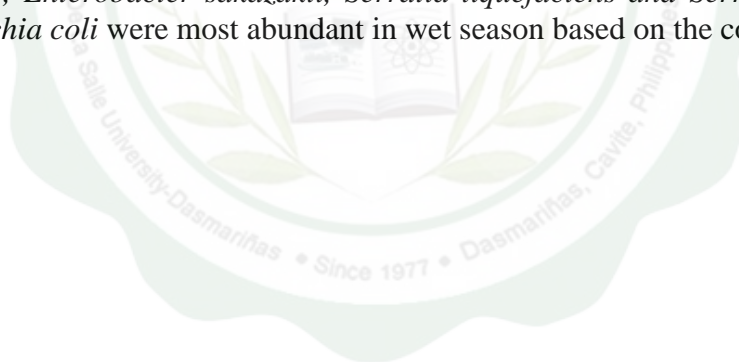 , Enterobacter sakazakii, Serratia liquefaciens and Serr
hia coli were most abundant in wet season based on the co
Salle University-Dasmariñas • Since 1977 • Dasmariñas, Cavite, Philipp